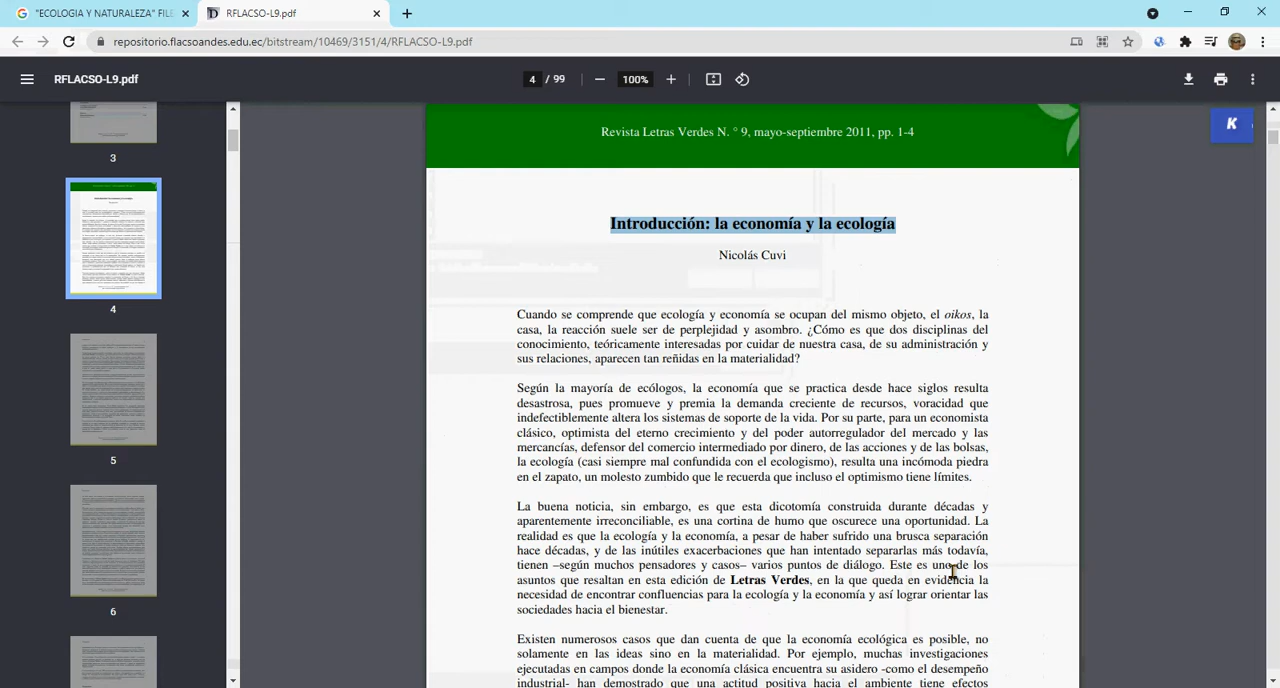 "ECOLOGIA Y NATURALEZA" FILE
RFLACSO-L9.pdf
repositorio.flacsoandes.edu.ec/bitstream/10469/3151/4/RFLACSO-L9.pdf
RFLACSO-L9.pdf
4 / 99
100%
K
3
4
5
6
Revista Letras Verdes N. ° 9, mayo-septiembre 2011, pp. 1-4
Introducción: la economía y la ecología
Nicolás Cuvi
Cuando se comprende que ecología y economía se ocupan del mismo objeto, el oikos, la
casa, la reacción suele ser de perplejidad y asombro. ¿Cómo es que dos disciplinas del
conocimiento, teóricamente interesadas por cuidar de nuestra casa, de su administración y
sus relaciones, aparecen tan reñidas en la materialidad?
Según la mayoría de ecólogos, la economía que se practica desde hace siglos resulta
desastrosa, pues promueve y premia la demanda creciente de recursos, voracidad que
indefectiblemente altera los sistemas de soporte de la vida. Por su parte, para un economista
clásico, optimista del eterno crecimiento y del poder autorregulador del mercado y las
mercancías, defensor del comercio intermediado por dinero, de las acciones y de las bolsas,
la ecología (casi siempre mal confundida con el ecologismo), resulta una incómoda piedra
en el zapato, un molesto zumbido que le recuerda que incluso el optimismo tiene límites.
La buena noticia, sin embargo, es que esta dicotomía construida durante décadas y
aparentemente irreconciliable, es una cortina de humo que oscurece una oportunidad. La
realidad es que la ecología y la economía, a pesar de haber sufrido una brusca separación
hace décadas, y de las inútiles exacerbaciones que han intentado separarlas más todavía,
tienen –según muchos pensadores y casos– varios puntos de diálogo. Este es uno de los
asuntos que resaltan en esta edición de Letras Verdes, en la que queda en evidencia la
necesidad de encontrar confluencias para la ecología y la economía y así lograr orientar las
sociedades hacia el bienestar.
Existen numerosos casos que dan cuenta de que la economía ecológica es posible, no
solamente en las ideas sino en la materialidad. Por ejemplo, muchas investigaciones
ejecutadas en campos donde la economía clásica encuentra su asidero -como el desempeño
industrial- han demostrado que una actitud positiva hacia el ambiente tiene efectos